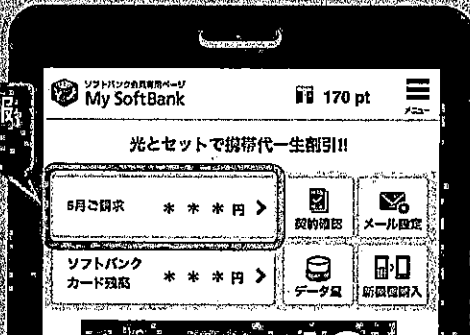 ソフトバンク会員専用ページ
My SoftBank
170 pt
メニュー
光とセットで携帯代一生割引!!
6月ご請求 ＊＊＊円 >
契約確認
メール設定
ソフトバンク
カード残高 ＊＊＊円 >
データ量
新規機種購入